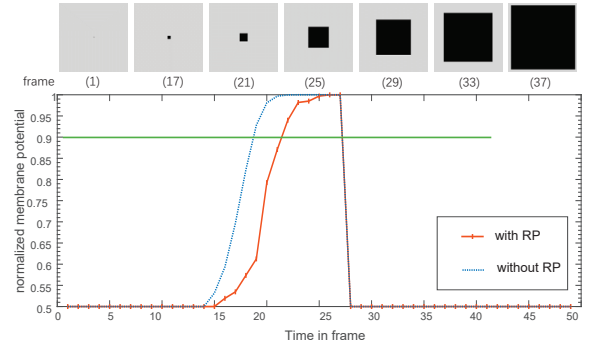 frame (1) (17) (21) (25) (29) (33) (37)
normalized membrane potential
1
0.95
0.9
0.85
0.8
0.75
0.7
0.65
0.6
0.55
0.5
with RP
without RP
0 5 10 15 20 25 30 35 40 45 50
Time in frame